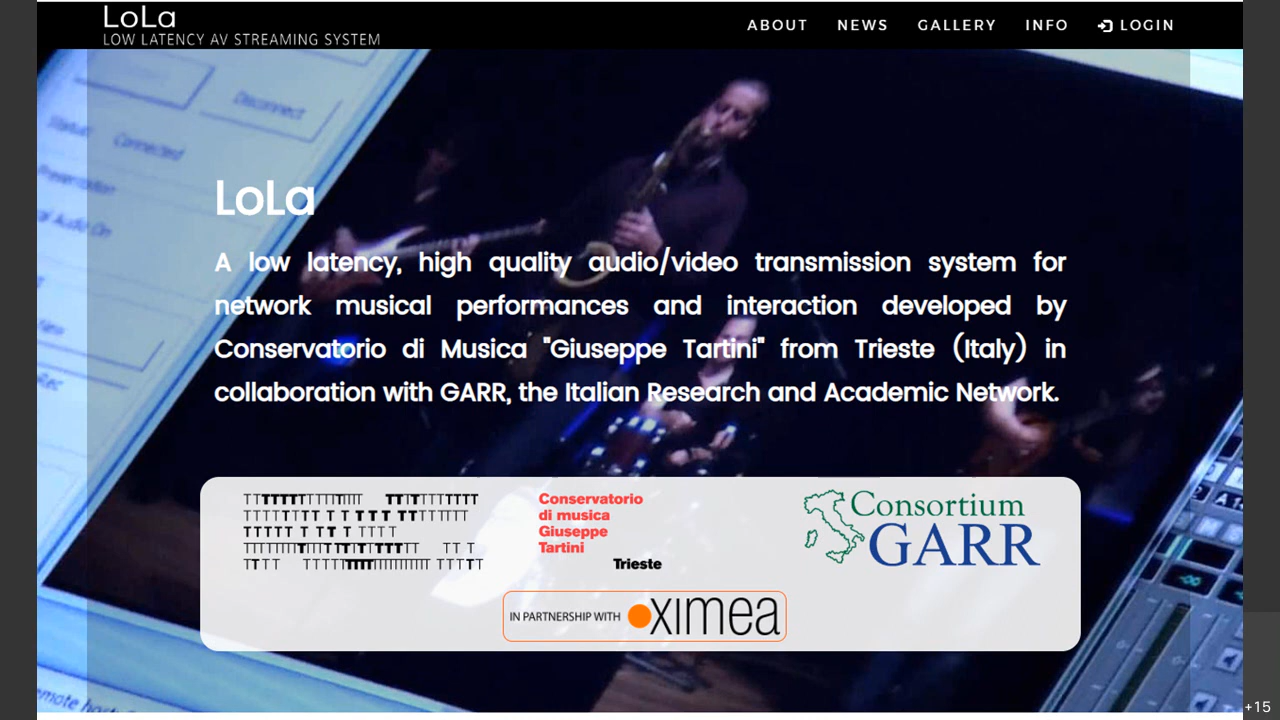 LoLa
LOW LATENCY AV STREAMING SYSTEM
ABOUT NEWS GALLERY INFO LOGIN
Disconnect
Status: Connected
LoLa
A low latency, high quality audio/video transmission system for
network musical performances and interaction developed by
Conservatorio di Musica "Giuseppe Tartini" from Trieste (Italy) in
collaboration with GARR, the Italian Research and Academic Network.
Conservatorio
di musica
Giuseppe
Tartini
Trieste
Consortium
GARR
IN PARTNERSHIP WITH XIMEA
+15